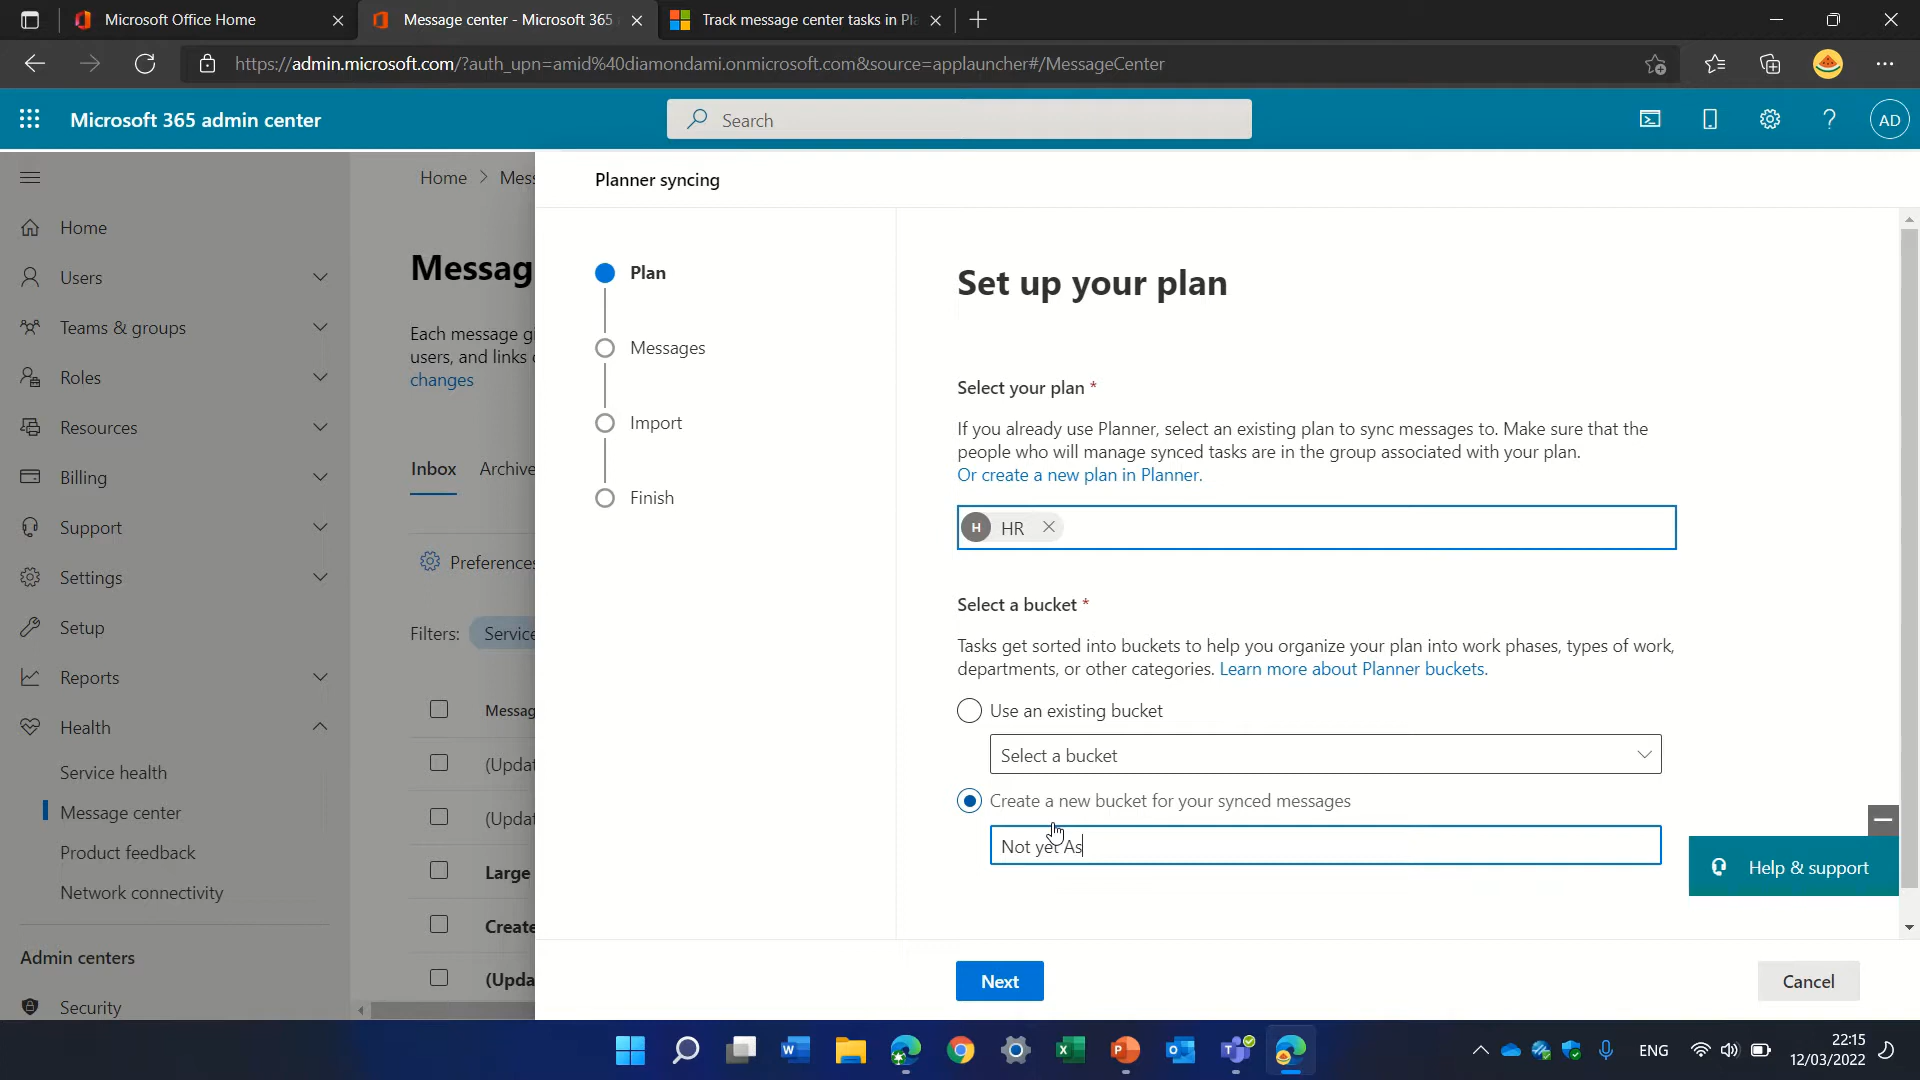 Microsoft Office Home
Message center - Microsoft 365
Track message center tasks in Pla
https://admin.microsoft.com/?auth_upn=amid%40diamondami.onmicrosoft.com&source=applauncher#/MessageCenter
Microsoft 365 admin center
Search
AD
Home
Users
Teams & groups
Roles
Resources
Billing
Support
Settings
Setup
Reports
Health
Service health
Message center
Product feedback
Network connectivity
Admin centers
Security
Home > Mess
Messag
Each message gi
users, and links
changes
Inbox Archive
Preferences
Filters: Service
Messag
(Updat
(Updat
Large
Create
(Upda
Planner syncing
Plan
Messages
Import
Finish
Set up your plan
Select your plan *
If you already use Planner, select an existing plan to sync messages to. Make sure that the
people who will manage synced tasks are in the group associated with your plan.
Or create a new plan in Planner.
H HR
Select a bucket *
Tasks get sorted into buckets to help you organize your plan into work phases, types of work,
departments, or other categories. Learn more about Planner buckets.
Use an existing bucket
Select a bucket
Create a new bucket for your synced messages
Not yet As
Help & support
Next
Cancel
ENG
22:15
12/03/2022